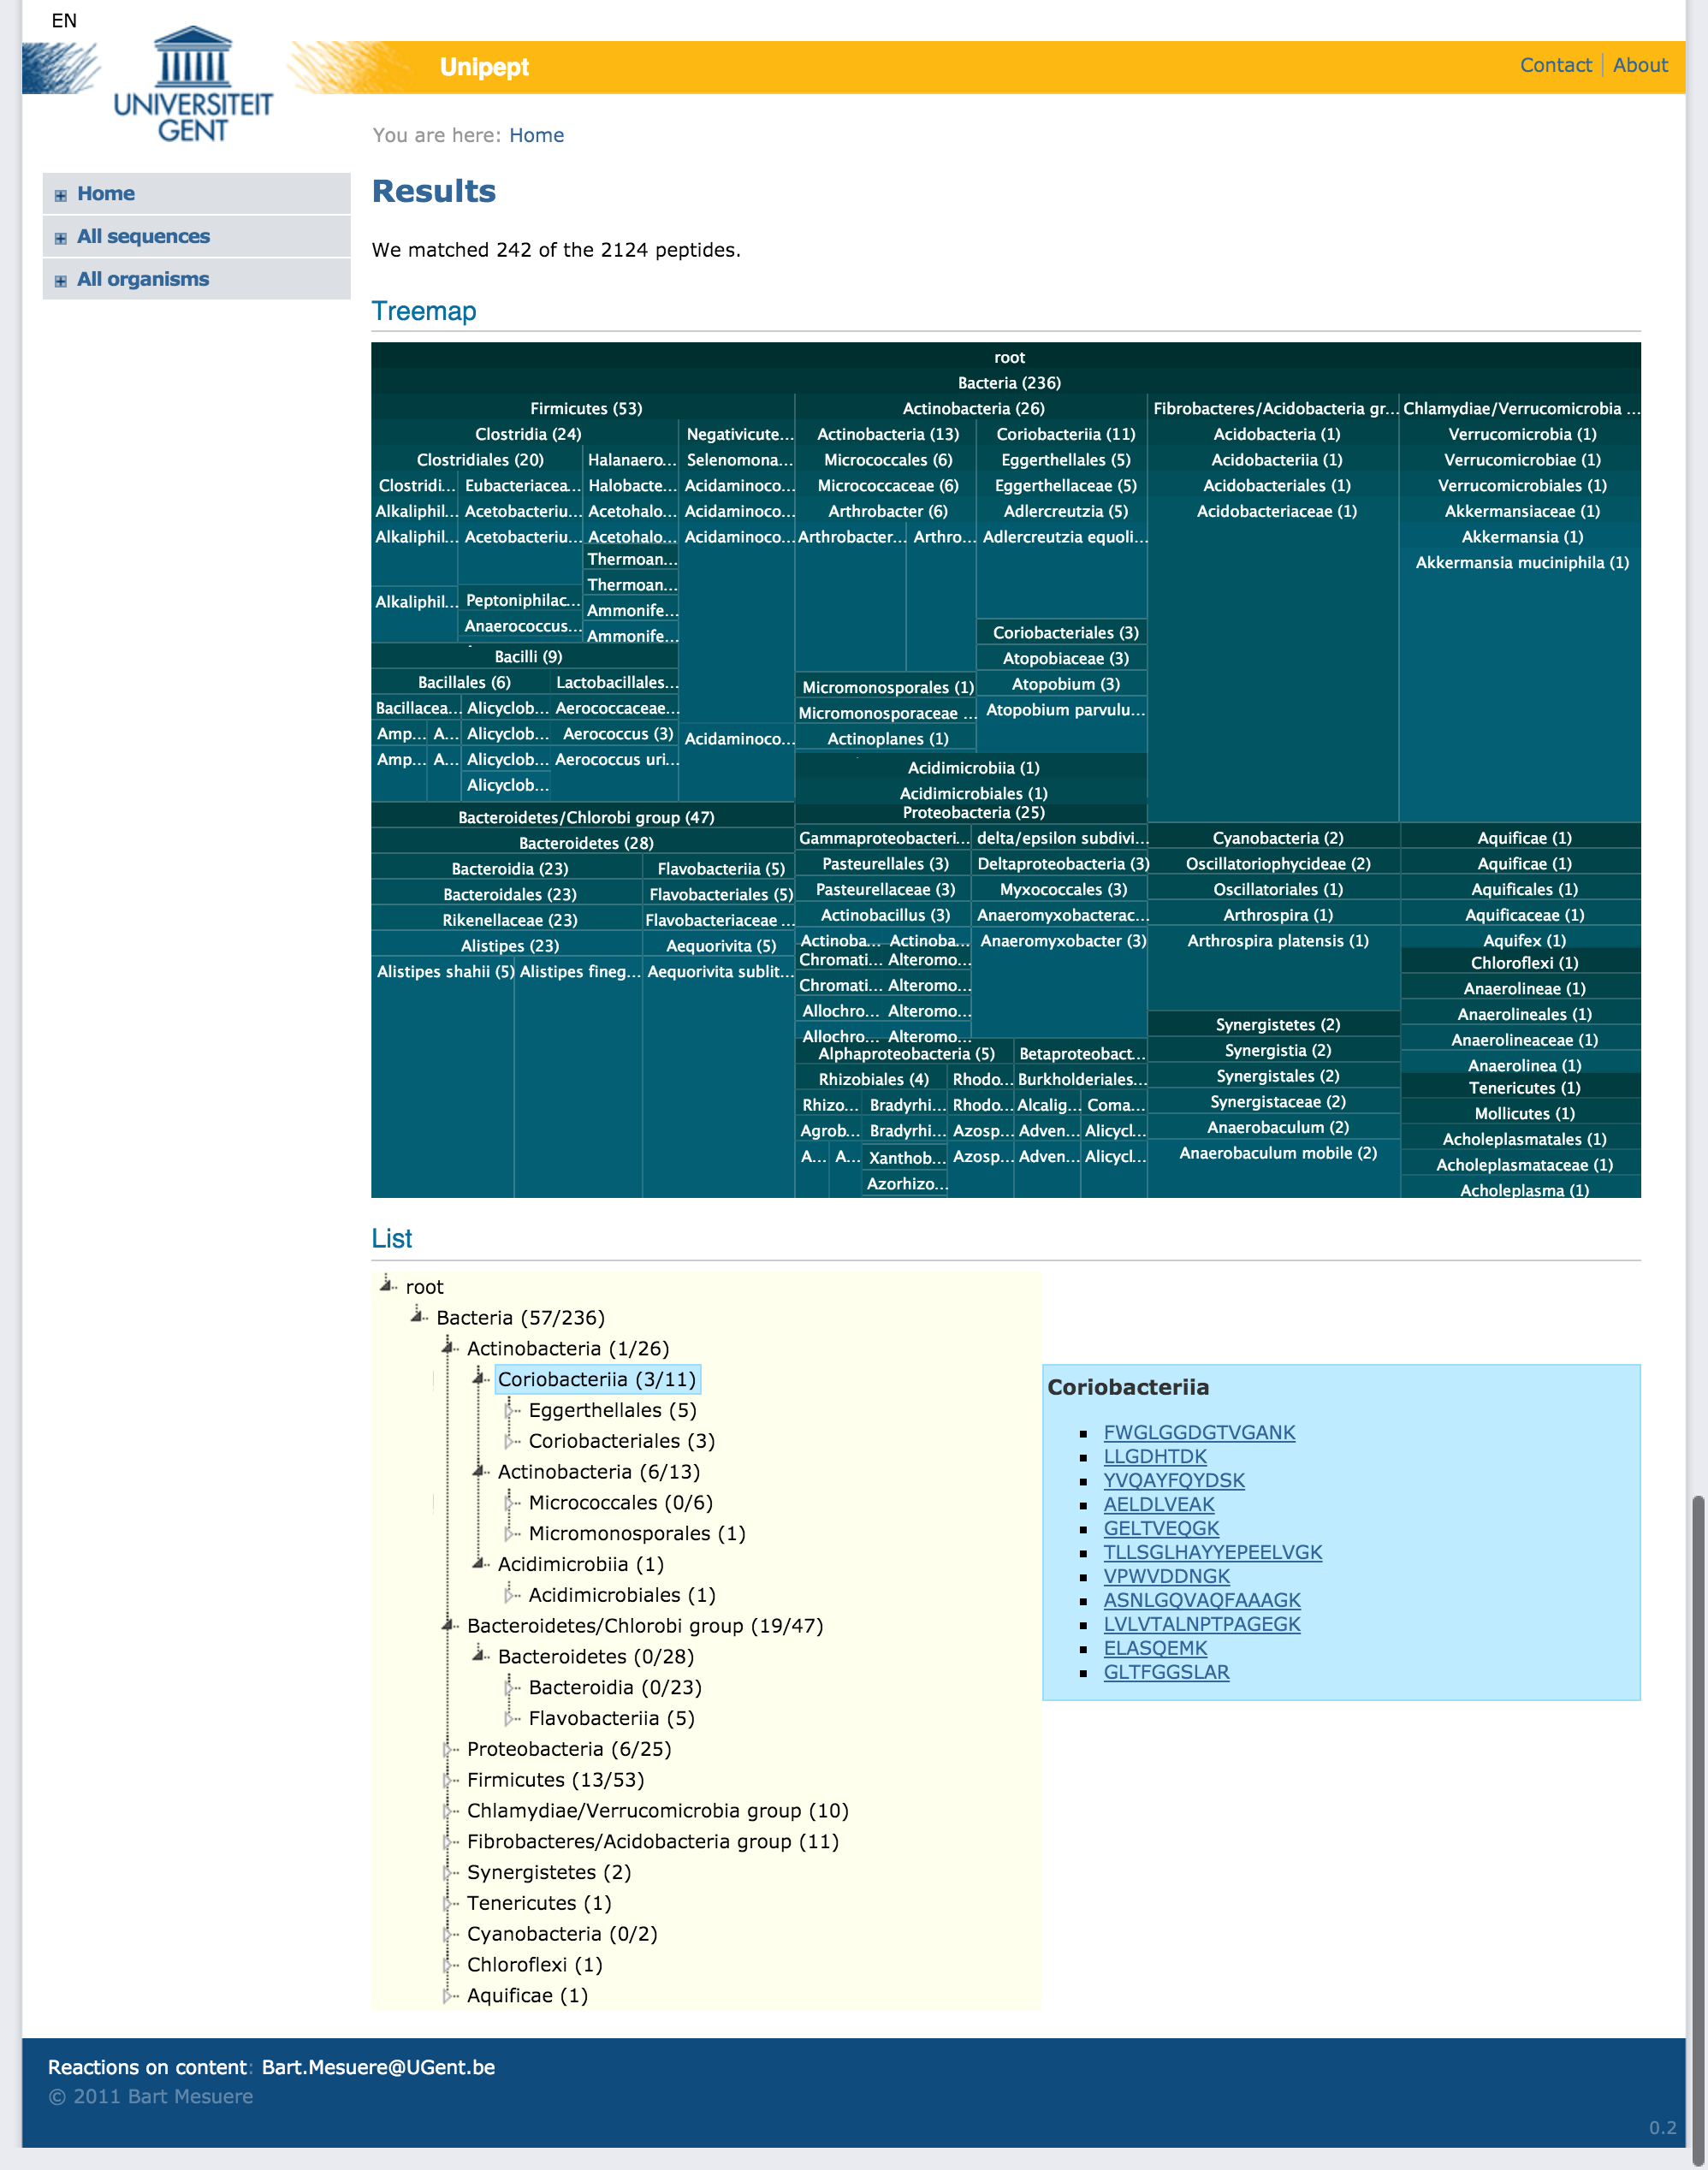 EN
UNIVERSITEIT
GENT
Unipept
Contact
About
You are here: Home
Home
All sequences
All organisms
Results
We matched 242 of the 2124 peptides.
Treemap
root
Bacteria (236)
Firmicutes (53)
Actinobacteria (26)
Fibrobacteres/Acidobacteria gr...
Chlamydiae/Verrucomicrobia ...
Clostridia (24)
Negativicute...
Actinobacteria (13)
Coriobacteriia (11)
Acidobacteria (1)
Verrucomicrobia (1)
Clostridiales (20)
Halanaero...
Selenomona...
Micrococcales (6)
Eggerthellales (5)
Acidobacteriia (1)
Verrucomicrobiae (1)
Clostridi...
Eubacteriacea...
Halobacte...
Acidaminoco...
Micrococcaceae (6)
Eggerthellaceae (5)
Acidobacteriales (1)
Verrucomicrobiales (1)
Alkaliphil...
Acetobacteriu...
Acetohalo...
Acidaminoco...
Arthrobacter (6)
Adlercreutzia (5)
Acidobacteriaceae (1)
Akkermansiaceae (1)
Alkaliphil...
Acetobacteriu...
Acetohalo...
Acidaminoco...
Arthrobacter...
Arthro...
Adlercreutzia equoli...
Akkermansia (1)
Thermoan...
Akkermansia muciniphila (1)
Thermoan...
Alkaliphil...
Peptoniphilac...
Ammonife...
Anaerococcus...
Ammonife...
Coriobacteriales (3)
Bacilli (9)
Atopobiaceae (3)
Bacillales (6)
Lactobacillales...
Micromonosporales (1)
Atopobium (3)
Bacillacea...
Alicyclob...
Aerococcaceae...
Micromonosporaceae ...
Atopobium parvulu...
Amp...
A...
Alicyclob...
Aerococcus (3)
Acidaminoco...
Actinoplanes (1)
Amp...
A...
Alicyclob...
Aerococcus uri...
Acidimicrobiia (1)
Alicyclob...
Acidimicrobiales (1)
Bacteroidetes/Chlorobi group (47)
Proteobacteria (25)
Bacteroidetes (28)
Gammaproteobacteri...
delta/epsilon subdivi...
Cyanobacteria (2)
Aquificae (1)
Bacteroidia (23)
Flavobacteriia (5)
Pasteurellales (3)
Deltaproteobacteria (3)
Oscillatoriophycideae (2)
Aquificae (1)
Bacteroidales (23)
Flavobacteriales (5)
Pasteurellaceae (3)
Myxococcales (3)
Oscillatoriales (1)
Aquificales (1)
Rikenellaceae (23)
Flavobacteriaceae ...
Actinobacillus (3)
Anaeromyxobacterac...
Arthrospira (1)
Aquificaceae (1)
Alistipes (23)
Aequorivita (5)
Actinoba...
Actinoba...
Anaeromyxobacter (3)
Arthrospira platensis (1)
Aquifex (1)
Alistipes shahii (5)
Alistipes fineg...
Aequorivita sublit...
Chromati...
Alteromo...
Chloroflexi (1)
Chromati...
Alteromo...
Anaerolineae (1)
Allochro...
Alteromo...
Anaerolineales (1)
Allochro...
Alteromo...
Synergistetes (2)
Anaerolineaceae (1)
Alphaproteobacteria (5)
Betaproteobact...
Synergistia (2)
Anaerolinea (1)
Rhizobiales (4)
Rhodo...
Burkholderiales...
Synergistales (2)
Tenericutes (1)
Rhizo...
Bradyrhi...
Rhodo...
Alcalig...
Coma...
Synergistaceae (2)
Mollicutes (1)
Agrob...
Bradyrhi...
Azosp...
Adven...
Alicycl...
Anaerobaculum (2)
Acholeplasmatales (1)
A...
A...
Xanthob...
Azosp...
Adven...
Alicycl...
Anaerobaculum mobile (2)
Acholeplasmataceae (1)
Azorhizo...
Acholeplasma (1)
List
root
Bacteria (57/236)
Actinobacteria (1/26)
Coriobacteriia (3/11)
Eggerthellales (5)
Coriobacteriales (3)
Actinobacteria (6/13)
Micrococcales (0/6)
Micromonosporales (1)
Acidimicrobiia (1)
Acidimicrobiales (1)
Bacteroidetes/Chlorobi group (19/47)
Bacteroidetes (0/28)
Bacteroidia (0/23)
Flavobacteriia (5)
Proteobacteria (6/25)
Firmicutes (13/53)
Chlamydiae/Verrucomicrobia group (10)
Fibrobacteres/Acidobacteria group (11)
Synergistetes (2)
Tenericutes (1)
Cyanobacteria (0/2)
Chloroflexi (1)
Aquificae (1)
Coriobacteriia
FWGLGGDGTVGANK
LLGDHTDK
YVQAYFQYDSK
AELDLVEAK
GELTVEQGK
TLLSGLHAYYEPEELVGK
VPWVDDNGK
ASNLGQVAQFAAAGK
LVLVTALNPTPAGEGK
ELASQEMK
GLTFGGSLAR
Reactions on content: Bart.Mesuere@UGent.be
© 2011 Bart Mesuere
0.2